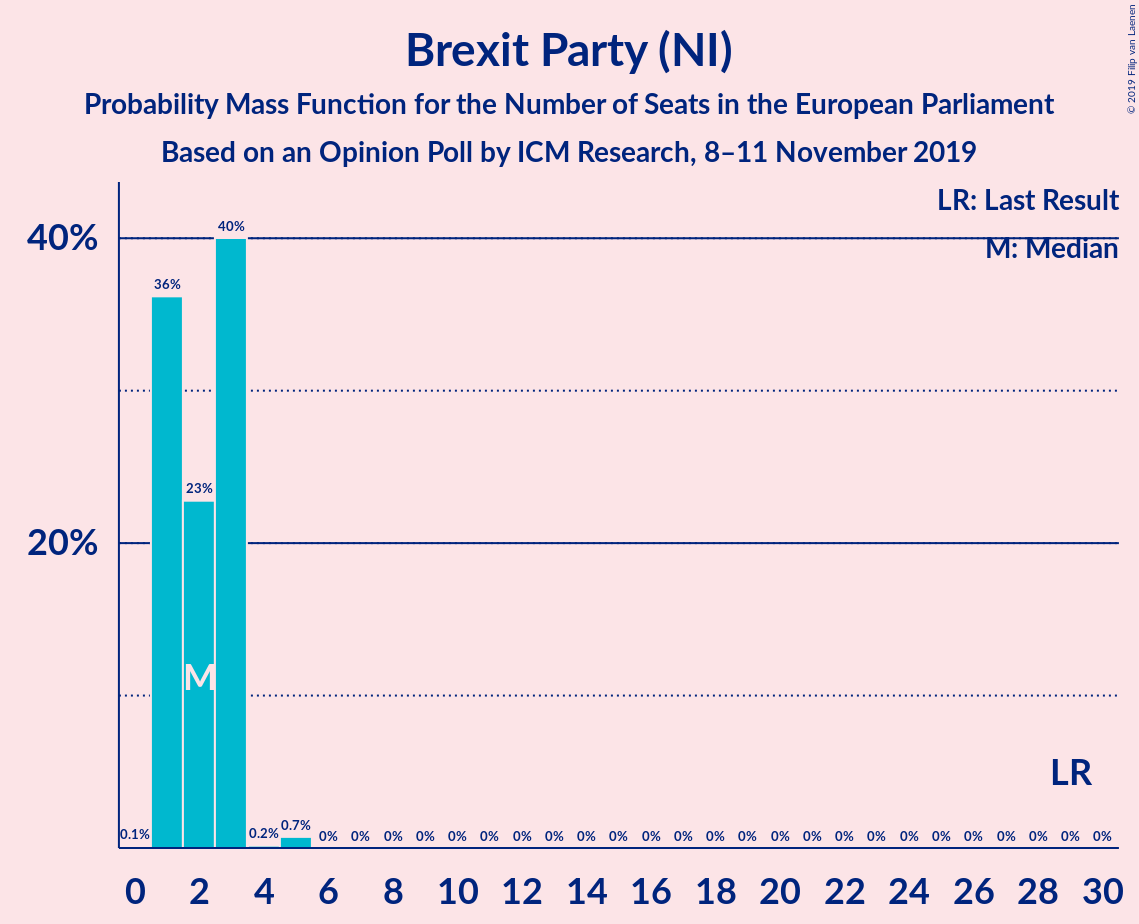 Brexit Party (NI)
Probability Mass Function for the Number of Seats in the European Parliament
Based on an Opinion Poll by ICM Research, 8–11 November 2019
© 2019 Filip van Laenen
LR: Last Result
M: Median
40%
20%
0.1% 36% 23% 40% 0.2% 0.7% 0% 0% 0% 0% 0% 0% 0% 0% 0% 0% 0% 0% 0% 0% 0% 0% 0% 0% 0% 0% 0% 0% 0% 0% 0%
M
LR
0 2 4 6 8 10 12 14 16 18 20 22 24 26 28 30